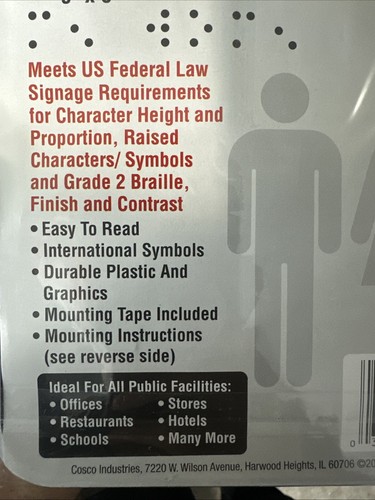 Meets US Federal Law
Signage Requirements
for Character Height and
Proportion, Raised
Characters/ Symbols
and Grade 2 Braille,
Finish and Contrast
• Easy To Read
• International Symbols
• Durable Plastic And
Graphics
• Mounting Tape Included
• Mounting Instructions
(see reverse side)
Ideal For All Public Facilities:
• Offices • Stores
• Restaurants • Hotels
• Schools • Many More
Cosco Industries, 7220 W. Wilson Avenue, Harwood Heights, IL 60706 ©20
0